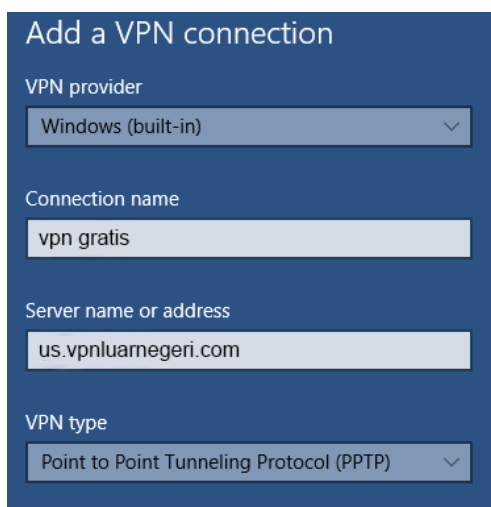 Add a VPN connection
VPN provider
Windows (built-in)
Connection name
vpn gratis
Server name or address
us.vpnluarnegeri.com
VPN type
Point to Point Tunneling Protocol (PPTP)